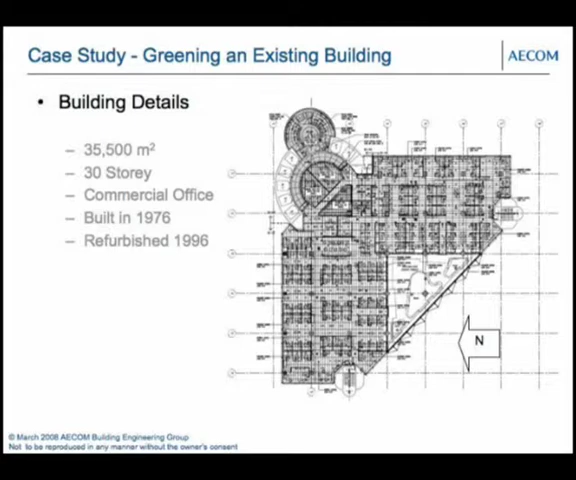 Case Study - Greening an Existing Building
AECOM
• Building Details
– 35,500 m²
– 30 Storey
– Commercial Office
– Built in 1976
– Refurbished 1996
N
© March 2008 AECOM Building Engineering Group
Not to be reproduced in any manner without the owner's consent